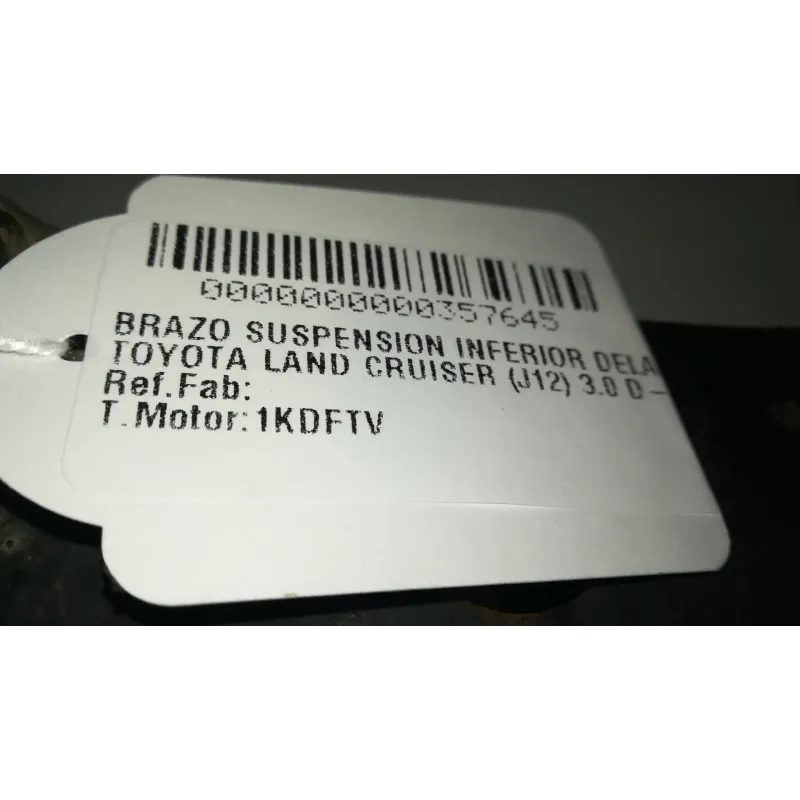 0000000000357645
BRAZO SUSPENSION INFERIOR DELA
TOYOTA LAND CRUISER (J12) 3.0 D-
Ref.Fab:
T.Motor:1KDFTV